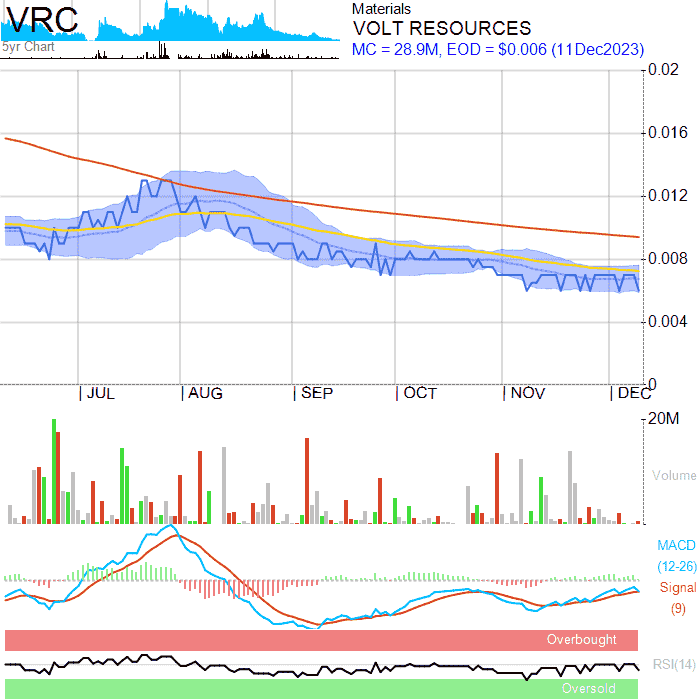 VRC
5yr Chart
Materials
VOLT RESOURCES
MC = 28.9M, EOD = $0.006 (11Dec2023)
0.02
0.016
0.012
0.008
0.004
0
JUL
AUG
SEP
OCT
NOV
DEC
20M
Volume
MACD
(12-26)
Signal
(9)
Overbought
RSI(14)
Oversold